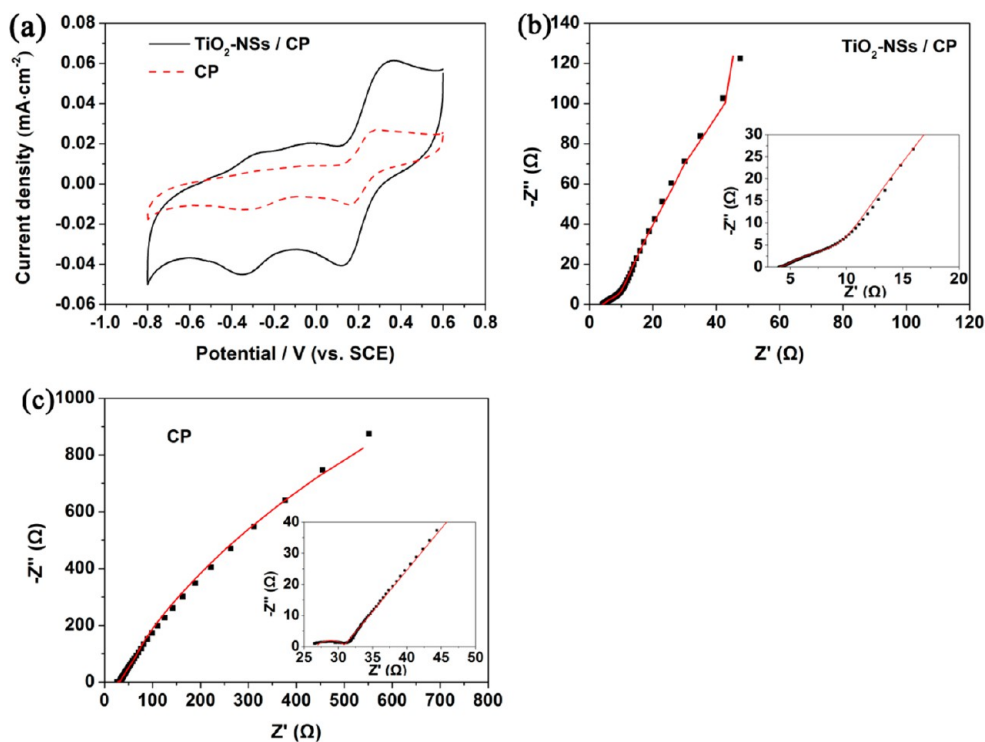 (a)
0.08
0.06
0.04
0.02
0.00
-0.02
-0.04
-0.06
Current density (mA·cm⁻²)
TiO₂-NSs / CP
CP
-1.0 -0.8 -0.6 -0.4 -0.2 0.0 0.2 0.4 0.6 0.8
Potential / V (vs. SCE)
(b)
140
120
100
80
60
40
20
0
-Z'' (Ω)
TiO₂-NSs / CP
30
25
20
15
10
5
0
-Z'' (Ω)
5 10 15 20
Z' (Ω)
0 20 40 60 80 100 120
Z' (Ω)
(c)
1000
800
600
400
200
0
-Z'' (Ω)
CP
40
30
20
10
0
-Z'' (Ω)
25 30 35 40 45 50
Z' (Ω)
0 100 200 300 400 500 600 700 800
Z' (Ω)